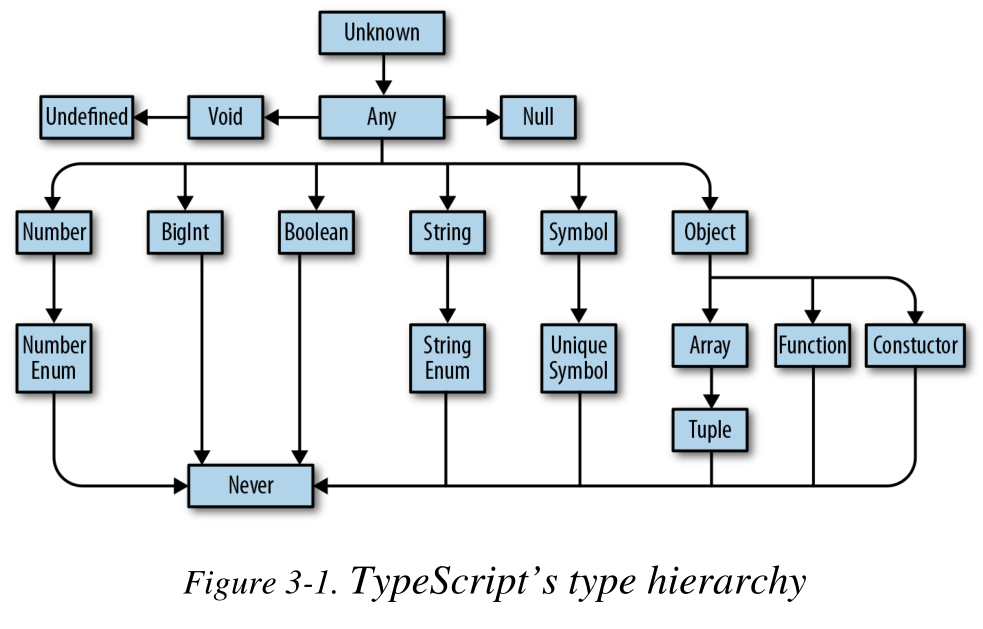 Unknown
Undefined
Void
Any
Null
Number
BigInt
Boolean
String
Symbol
Object
Number
Enum
String
Enum
Unique
Symbol
Array
Function
Constuctor
Tuple
Never
Figure 3-1. TypeScript's type hierarchy